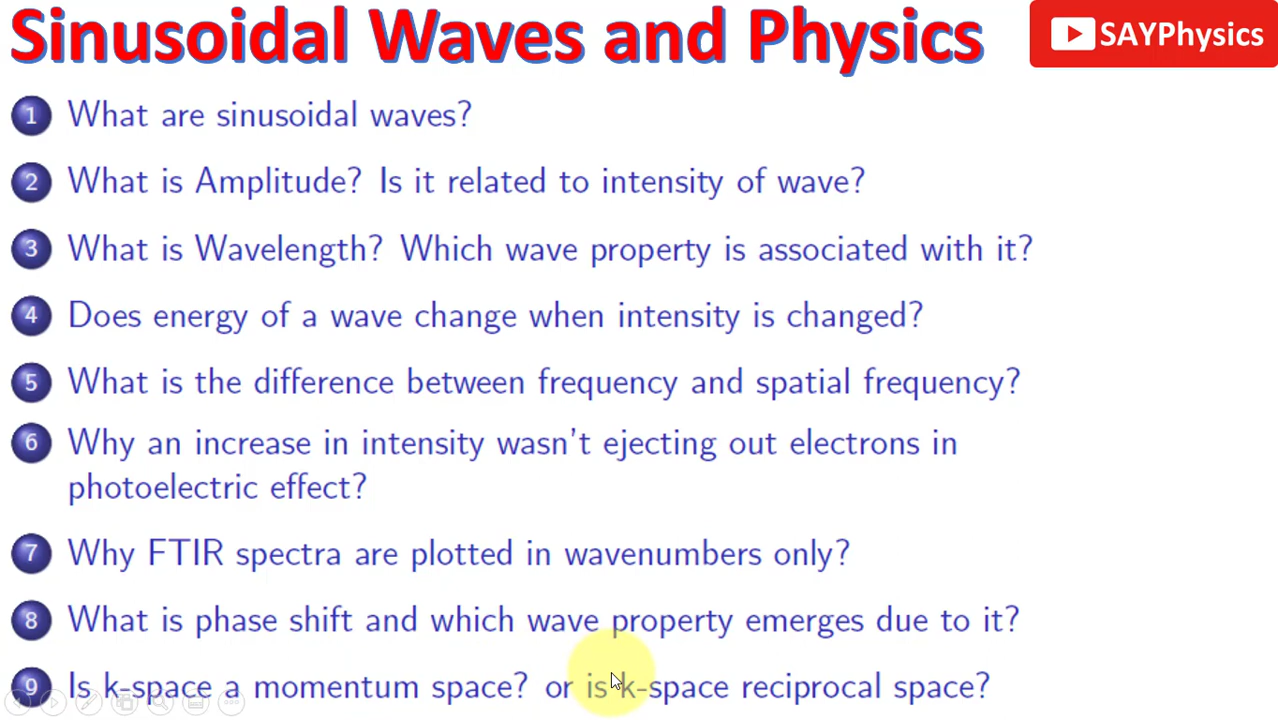 Sinusoidal Waves and Physics
SAYPhysics
1 What are sinusoidal waves?
2 What is Amplitude? Is it related to intensity of wave?
3 What is Wavelength? Which wave property is associated with it?
4 Does energy of a wave change when intensity is changed?
5 What is the difference between frequency and spatial frequency?
6 Why an increase in intensity wasn't ejecting out electrons in
photoelectric effect?
7 Why FTIR spectra are plotted in wavenumbers only?
8 What is phase shift and which wave property emerges due to it?
9 Is k-space a momentum space? or is k-space reciprocal space?